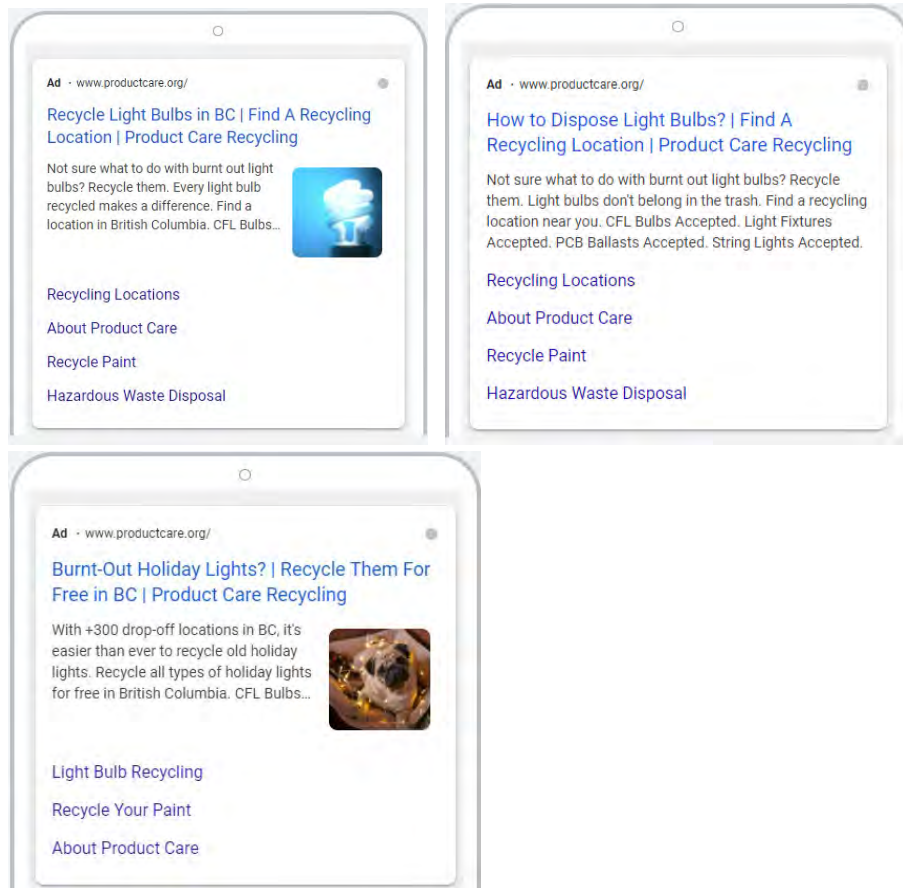 Ad · www.productcare.org/
Recycle Light Bulbs in BC | Find A Recycling
Location | Product Care Recycling
Not sure what to do with burnt out light
bulbs? Recycle them. Every light bulb
recycled makes a difference. Find a
location in British Columbia. CFL Bulbs...
Recycling Locations
About Product Care
Recycle Paint
Hazardous Waste Disposal
Ad · www.productcare.org/
How to Dispose Light Bulbs? | Find A
Recycling Location | Product Care Recycling
Not sure what to do with burnt out light bulbs? Recycle
them. Light bulbs don't belong in the trash. Find a recycling
location near you. CFL Bulbs Accepted. Light Fixtures
Accepted. PCB Ballasts Accepted. String Lights Accepted.
Recycling Locations
About Product Care
Recycle Paint
Hazardous Waste Disposal
Ad · www.productcare.org/
Burnt-Out Holiday Lights? | Recycle Them For
Free in BC | Product Care Recycling
With +300 drop-off locations in BC, it's
easier than ever to recycle old holiday
lights. Recycle all types of holiday lights
for free in British Columbia. CFL Bulbs...
Light Bulb Recycling
Recycle Your Paint
About Product Care